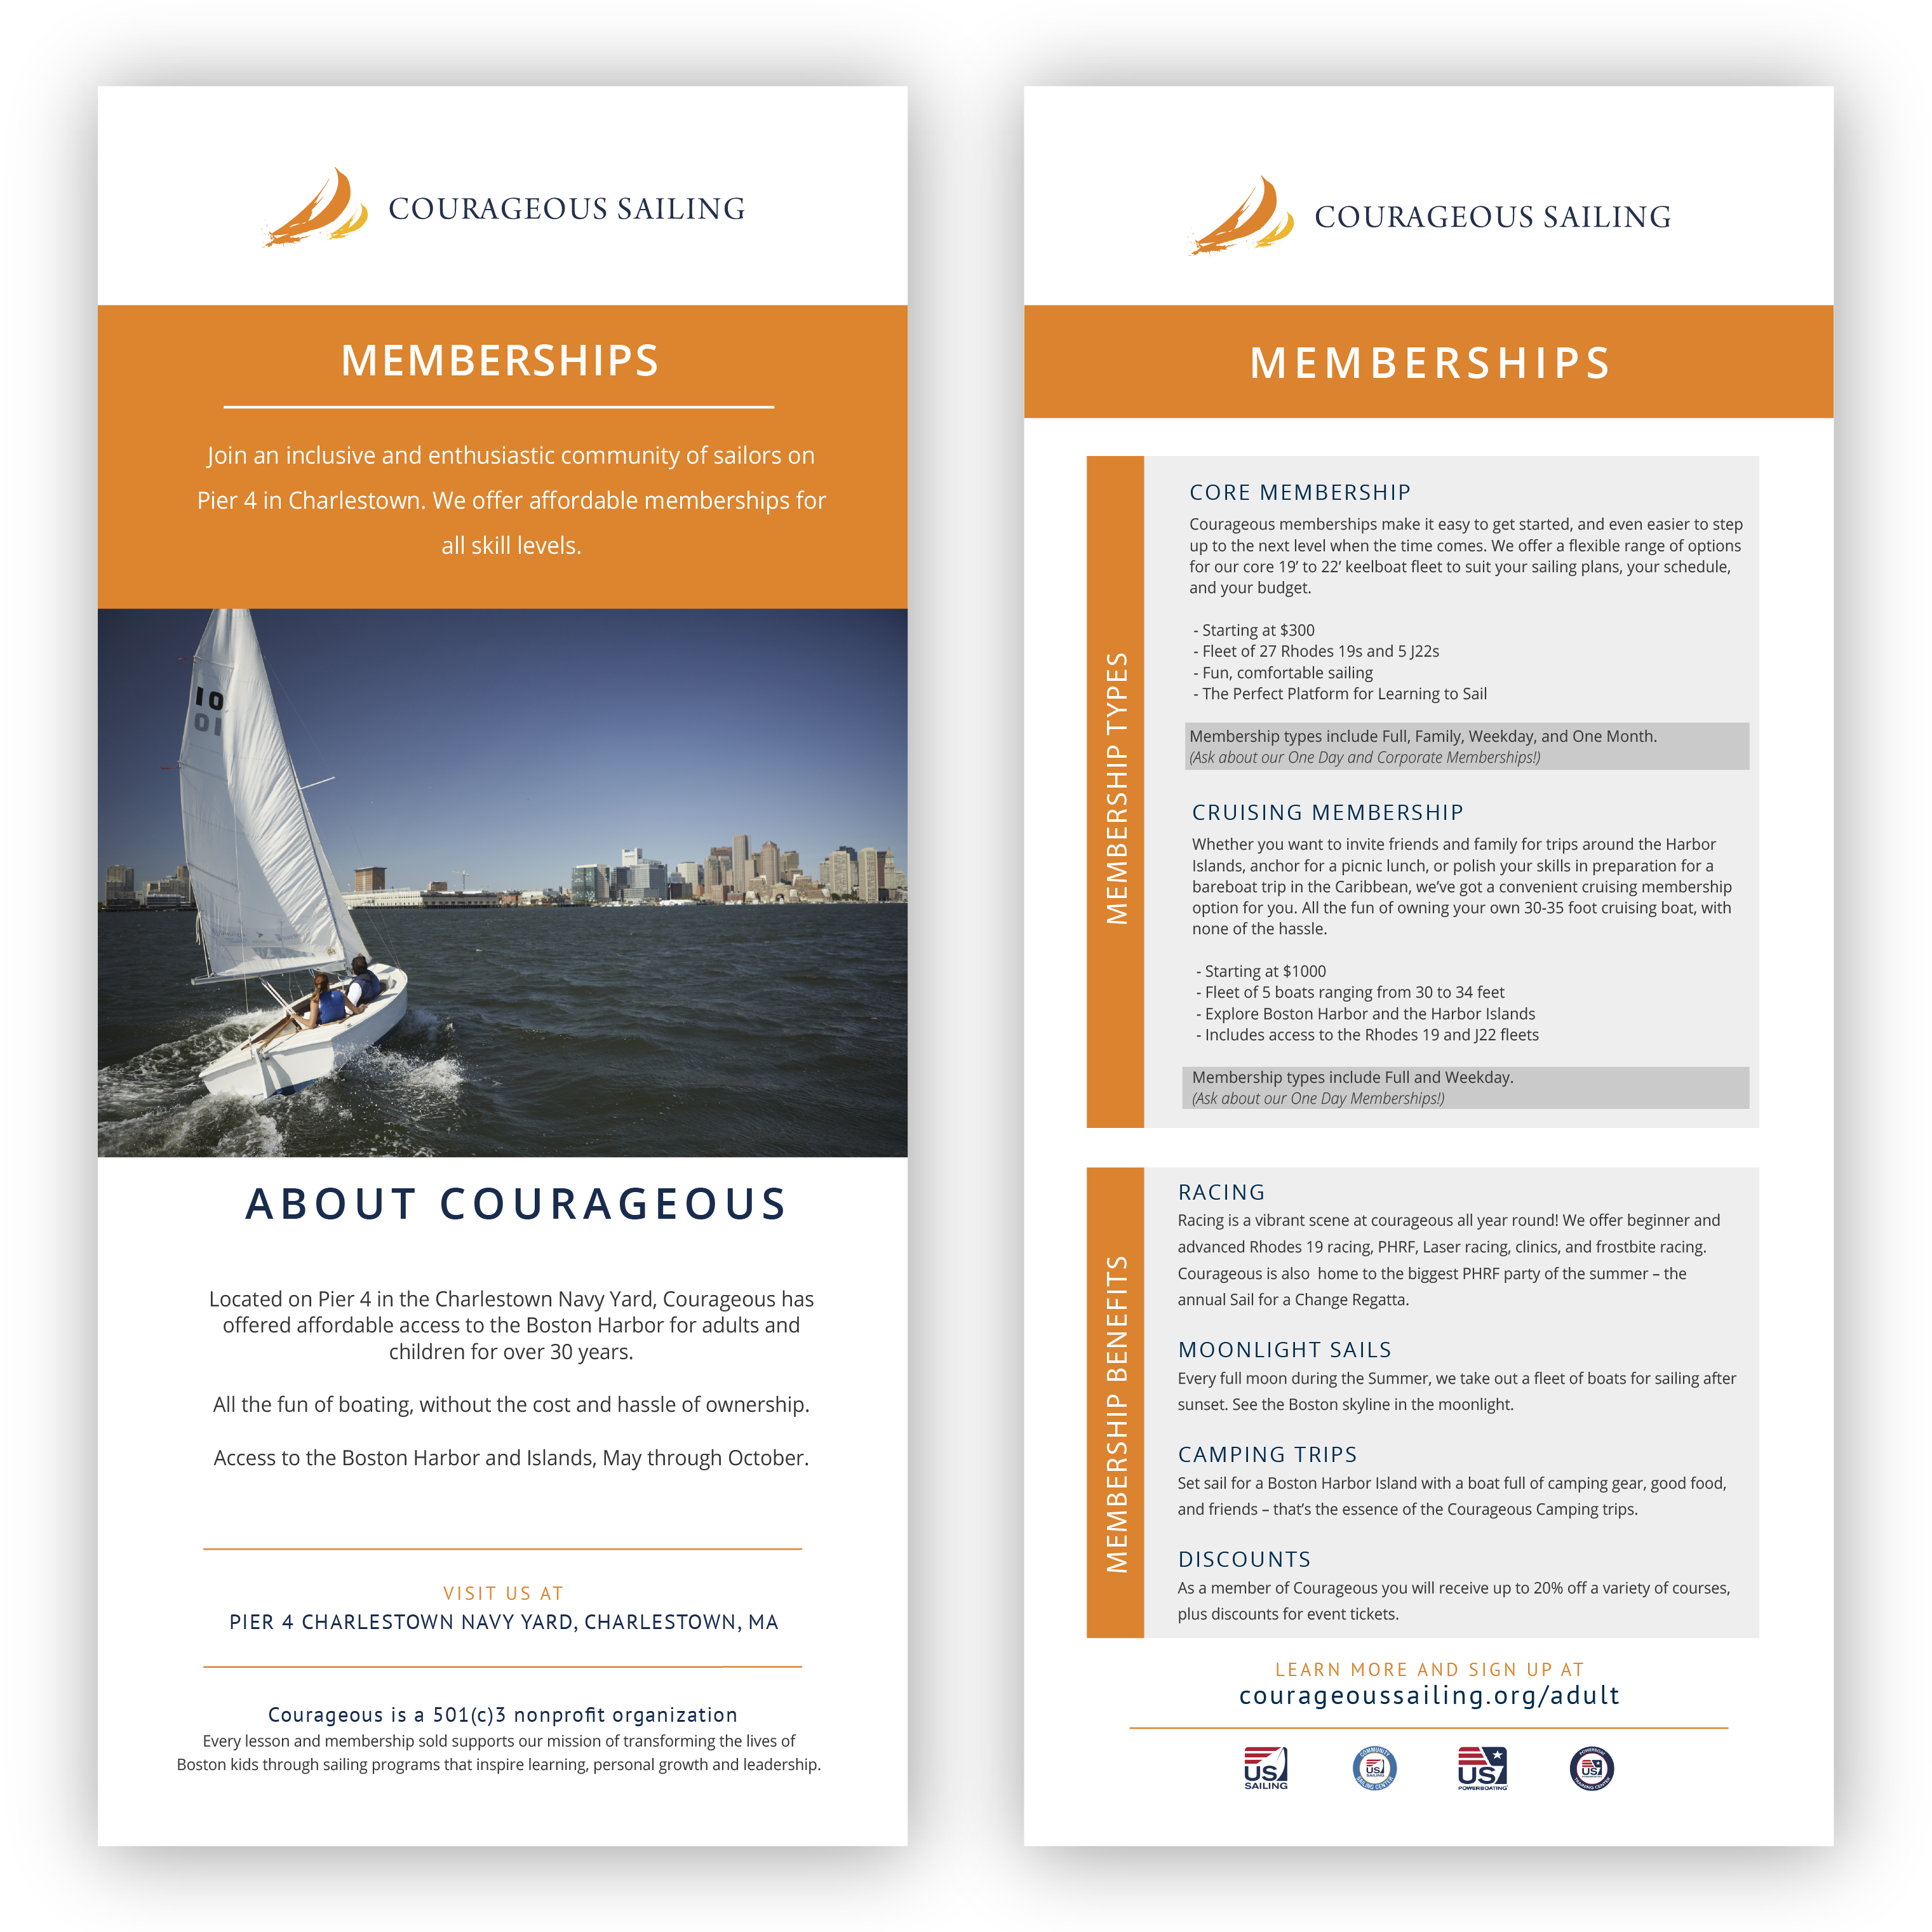 COURAGEOUS SAILING
MEMBERSHIPS
Join an inclusive and enthusiastic community of sailors on
Pier 4 in Charlestown. We offer affordable memberships for
all skill levels.
10
01
ABOUT COURAGEOUS
Located on Pier 4 in the Charlestown Navy Yard, Courageous has
offered affordable access to the Boston Harbor for adults and
children for over 30 years.
All the fun of boating, without the cost and hassle of ownership.
Access to the Boston Harbor and Islands, May through October.
VISIT US AT
PIER 4 CHARLESTOWN NAVY YARD, CHARLESTOWN, MA
Courageous is a 501(c)3 nonprofit organization
Every lesson and membership sold supports our mission of transforming the lives of
Boston kids through sailing programs that inspire learning, personal growth and leadership.
COURAGEOUS SAILING
MEMBERSHIPS
MEMBERSHIP TYPES
CORE MEMBERSHIP
Courageous memberships make it easy to get started, and even easier to step
up to the next level when the time comes. We offer a flexible range of options
for our core 19’ to 22’ keelboat fleet to suit your sailing plans, your schedule,
and your budget.
- Starting at $300
- Fleet of 27 Rhodes 19s and 5 J22s
- Fun, comfortable sailing
- The Perfect Platform for Learning to Sail
Membership types include Full, Family, Weekday, and One Month.
(Ask about our One Day and Corporate Memberships!)
CRUISING MEMBERSHIP
Whether you want to invite friends and family for trips around the Harbor
Islands, anchor for a picnic lunch, or polish your skills in preparation for a
bareboat trip in the Caribbean, we’ve got a convenient cruising membership
option for you. All the fun of owning your own 30-35 foot cruising boat, with
none of the hassle.
- Starting at $1000
- Fleet of 5 boats ranging from 30 to 34 feet
- Explore Boston Harbor and the Harbor Islands
- Includes access to the Rhodes 19 and J22 fleets
Membership types include Full and Weekday.
(Ask about our One Day Memberships!)
MEMBERSHIP BENEFITS
RACING
Racing is a vibrant scene at courageous all year round! We offer beginner and
advanced Rhodes 19 racing, PHRF, Laser racing, clinics, and frostbite racing.
Courageous is also home to the biggest PHRF party of the summer – the
annual Sail for a Change Regatta.
MOONLIGHT SAILS
Every full moon during the Summer, we take out a fleet of boats for sailing after
sunset. See the Boston skyline in the moonlight.
CAMPING TRIPS
Set sail for a Boston Harbor Island with a boat full of camping gear, good food,
and friends – that’s the essence of the Courageous Camping trips.
DISCOUNTS
As a member of Courageous you will receive up to 20% off a variety of courses,
plus discounts for event tickets.
LEARN MORE AND SIGN UP AT
courageoussailing.org/adult
US
SAILING
COMMUNITY
US
SAILING
SAILING CENTER
US
POWERBOATING
POWERBOAT
US
TRAINING CENTER